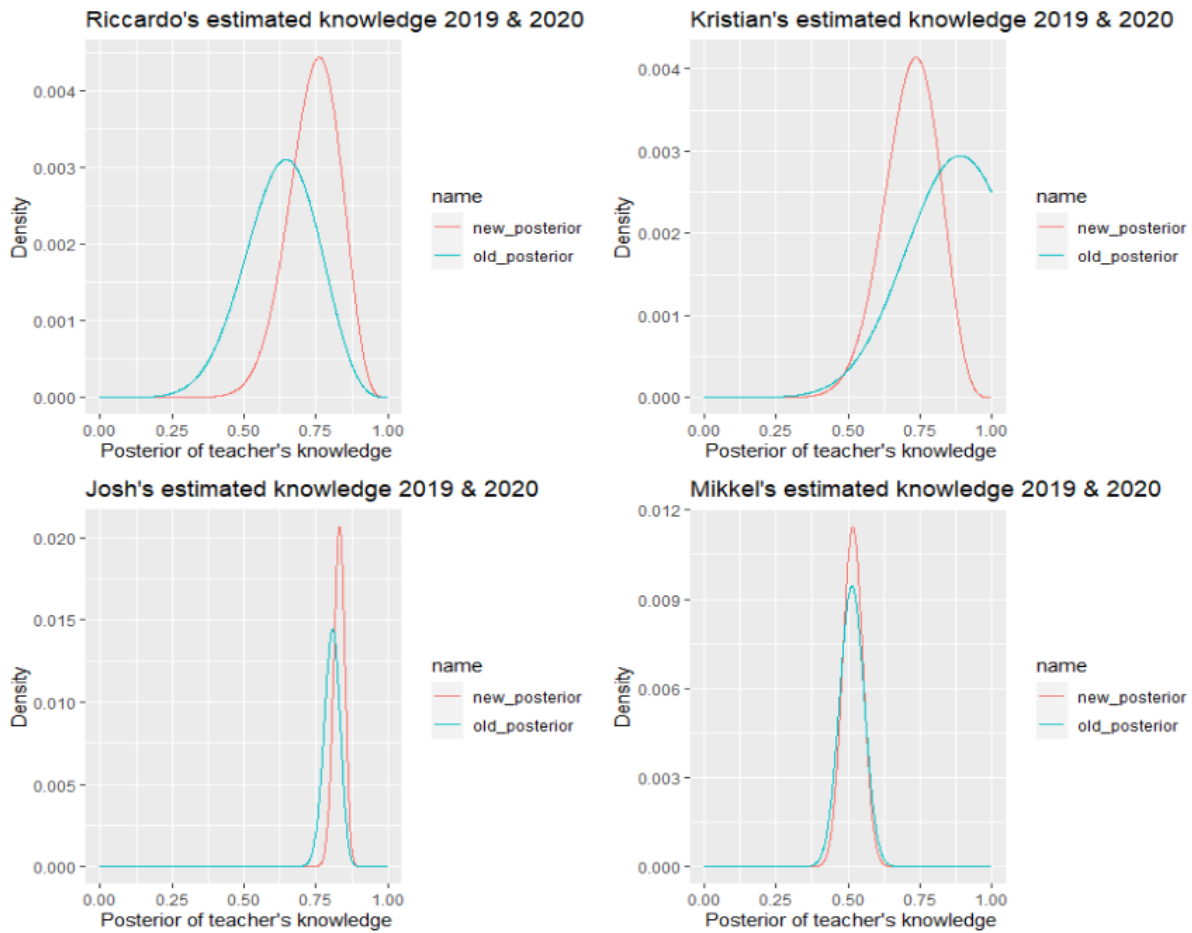 Riccardo's estimated knowledge 2019 & 2020
0.004
0.003
0.002
0.001
0.000
Density
0.00 0.25 0.50 0.75 1.00
Posterior of teacher's knowledge
name
new_posterior
old_posterior
Kristian's estimated knowledge 2019 & 2020
0.004
0.003
0.002
0.001
0.000
Density
0.00 0.25 0.50 0.75 1.00
Posterior of teacher's knowledge
name
new_posterior
old_posterior
Josh's estimated knowledge 2019 & 2020
0.020
0.015
0.010
0.005
0.000
Density
0.00 0.25 0.50 0.75 1.00
Posterior of teacher's knowledge
name
new_posterior
old_posterior
Mikkel's estimated knowledge 2019 & 2020
0.012
0.009
0.006
0.003
0.000
Density
0.00 0.25 0.50 0.75 1.00
Posterior of teacher's knowledge
name
new_posterior
old_posterior